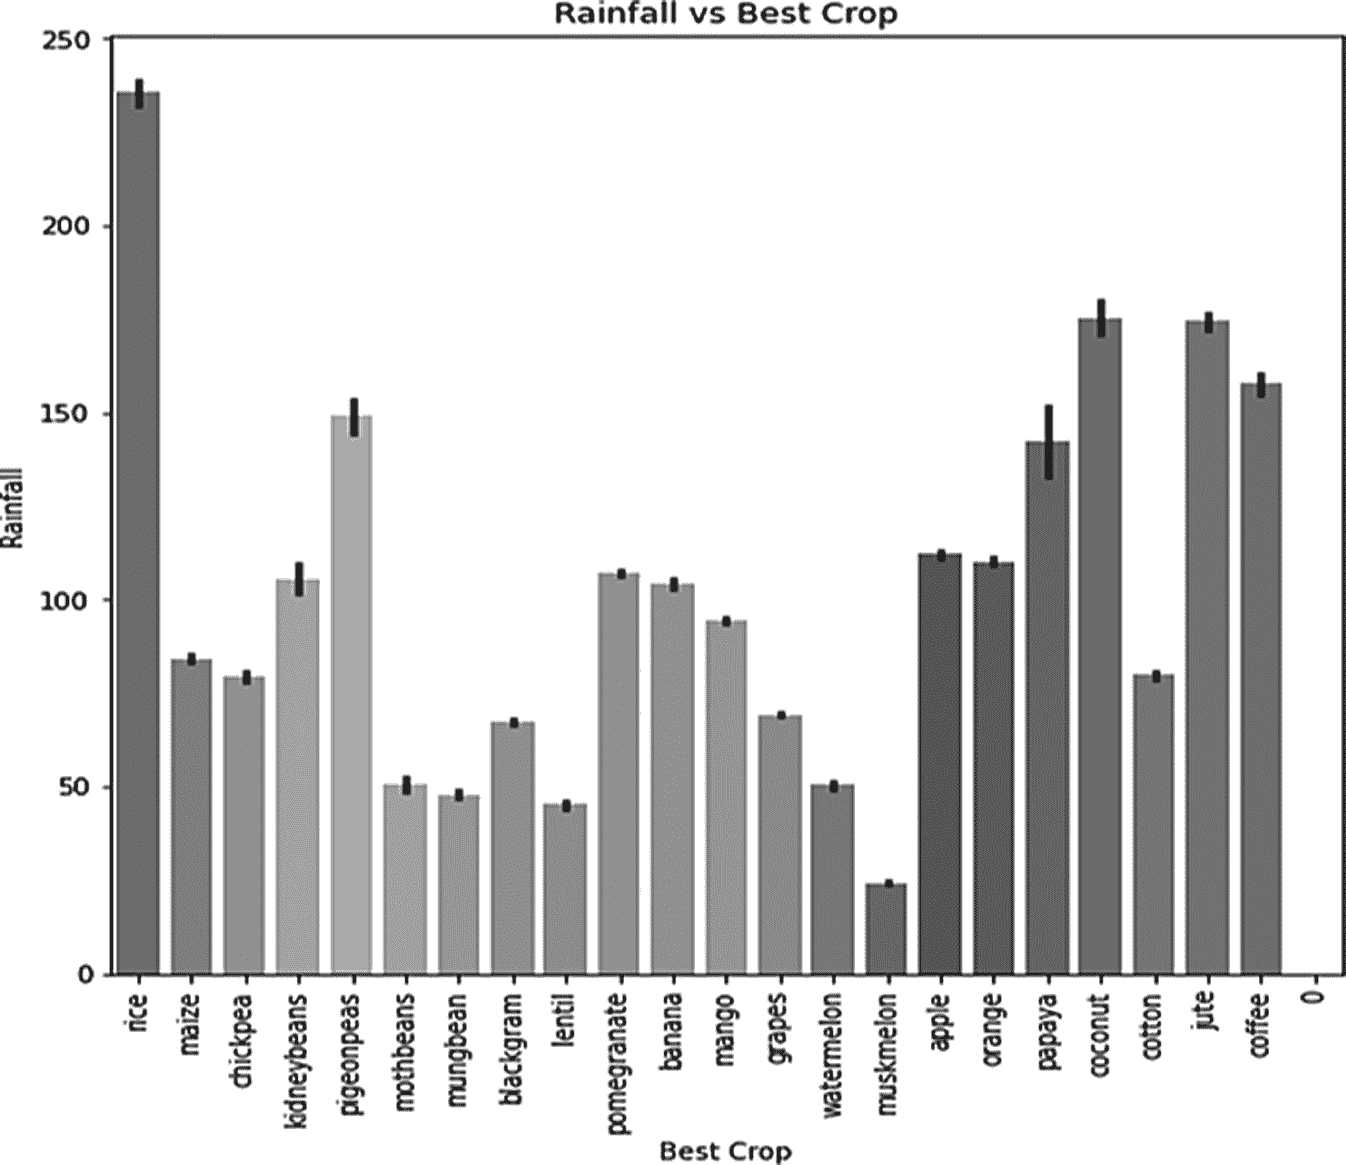 Rainfall vs Best Crop
250
200
150
100
50
0
Rainfall
rice
maize
chickpea
kidneybeans
pigeonpeas
mothbeans
mungbean
blackgram
lentil
pomegranate
banana
mango
grapes
watermelon
muskmelon
apple
orange
papaya
coconut
cotton
jute
coffee
0
Best Crop